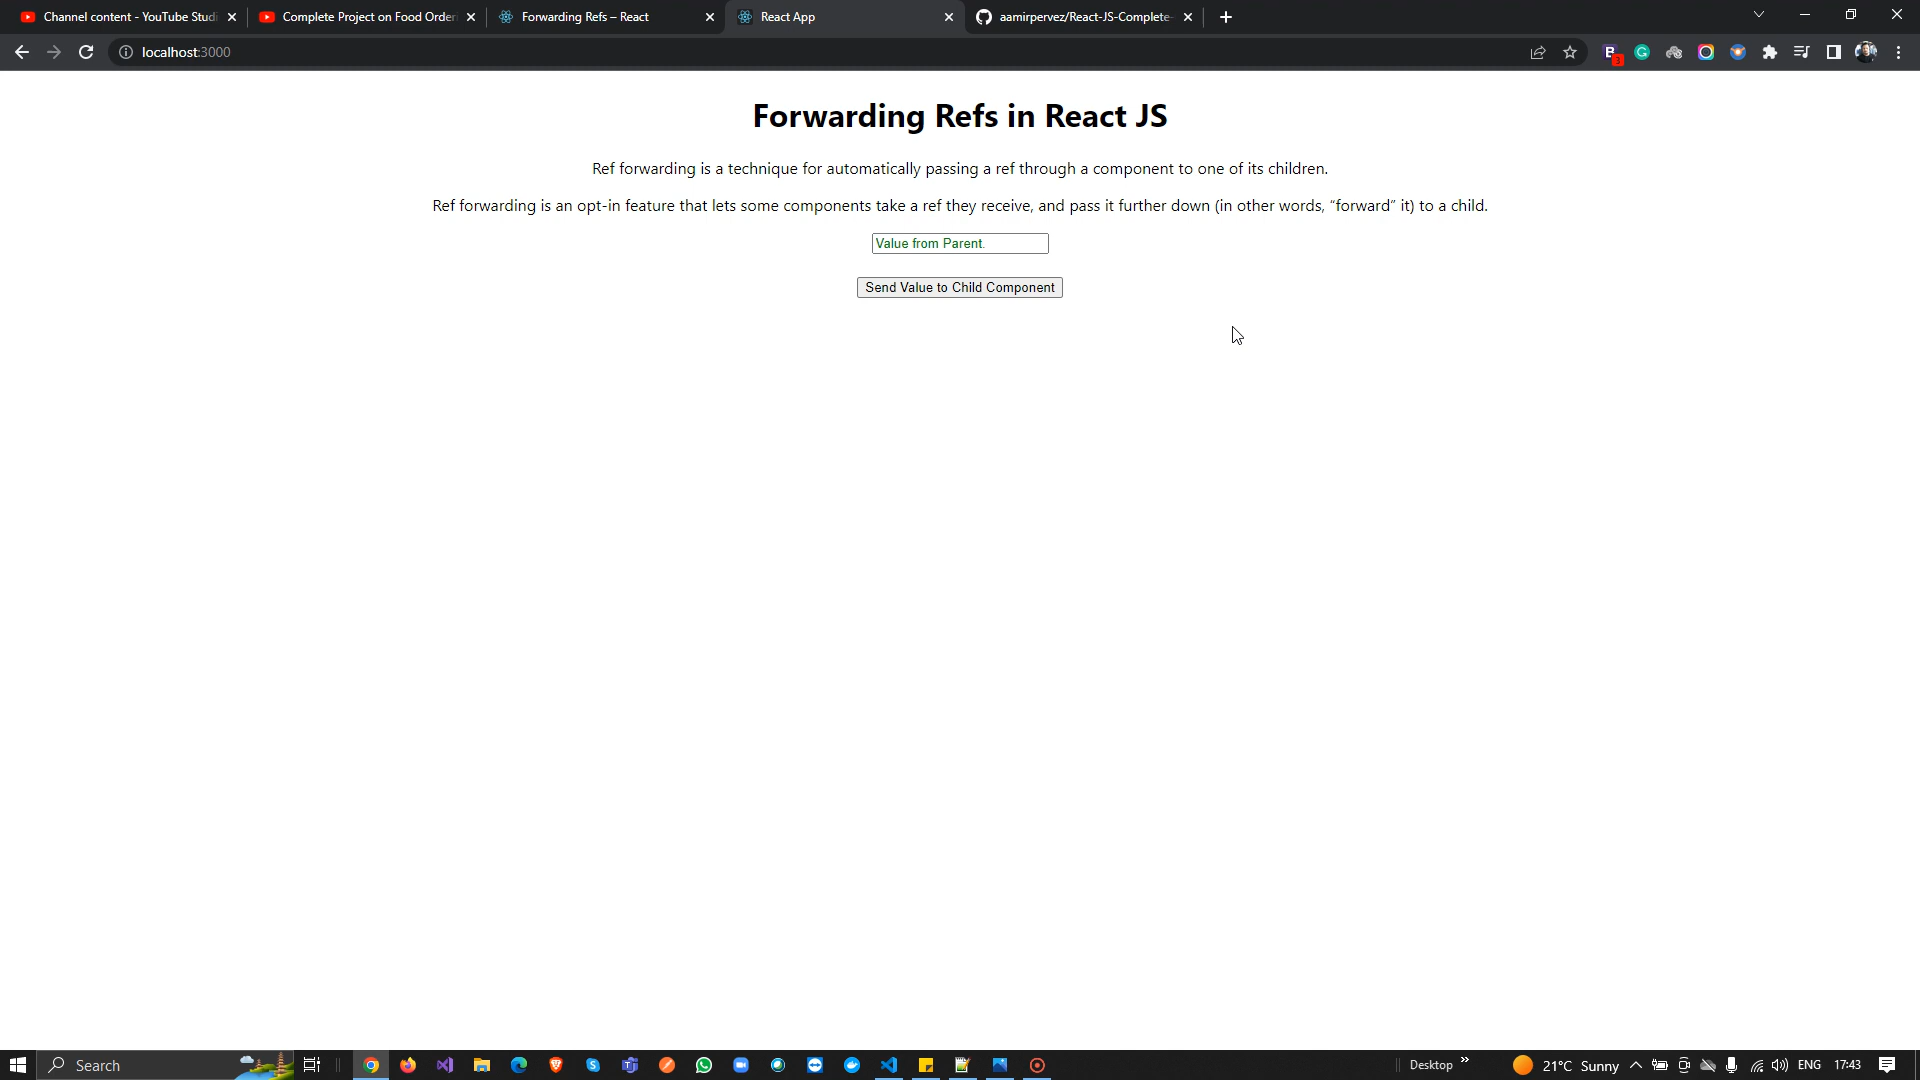 Channel content - YouTube Studi
Complete Project on Food Orderi
Forwarding Refs – React
React App
aamirpervez/React-JS-Complete-
localhost:3000
3
Forwarding Refs in React JS
Ref forwarding is a technique for automatically passing a ref through a component to one of its children.
Ref forwarding is an opt-in feature that lets some components take a ref they receive, and pass it further down (in other words, “forward” it) to a child.
Value from Parent.
Send Value to Child Component
Search
Desktop
21°C Sunny
ENG
17:43